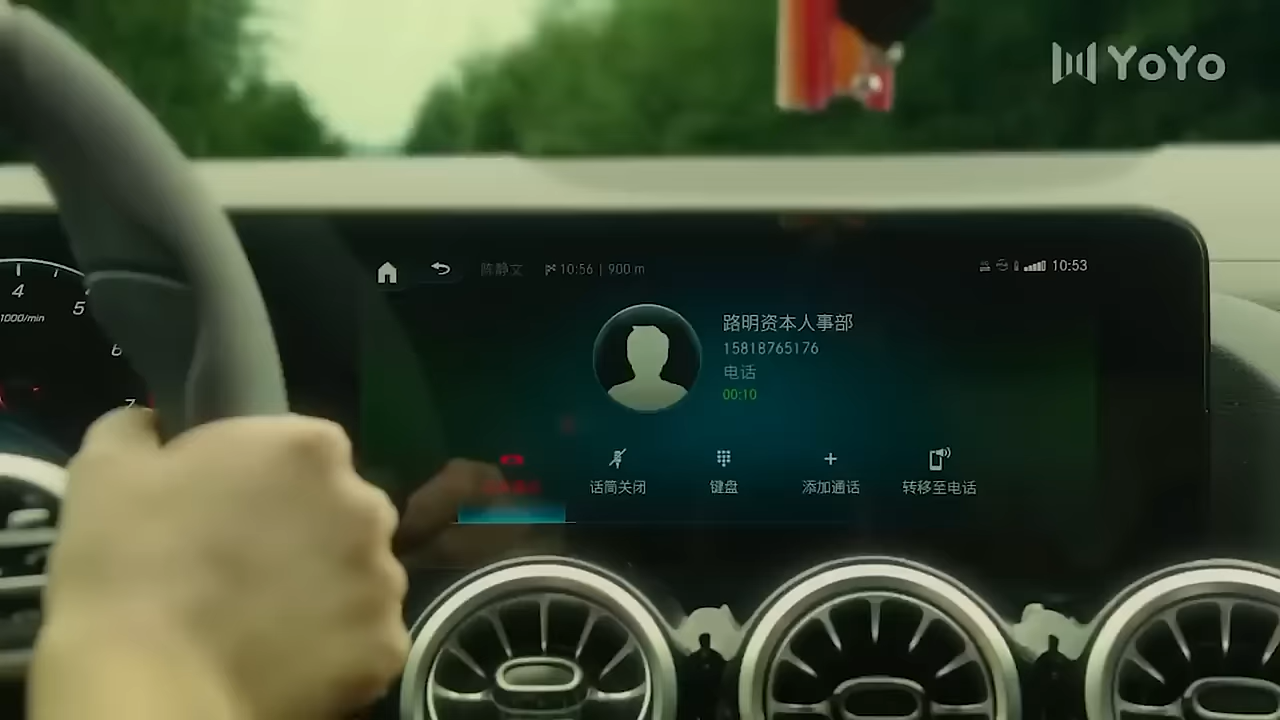 YoYo
陈静文 10:56 | 900 m
10:53
4
5
1000/min
6
7
路明资本人事部
15818765176
电话
00:10
话筒关闭
键盘
添加通话
转移至电话